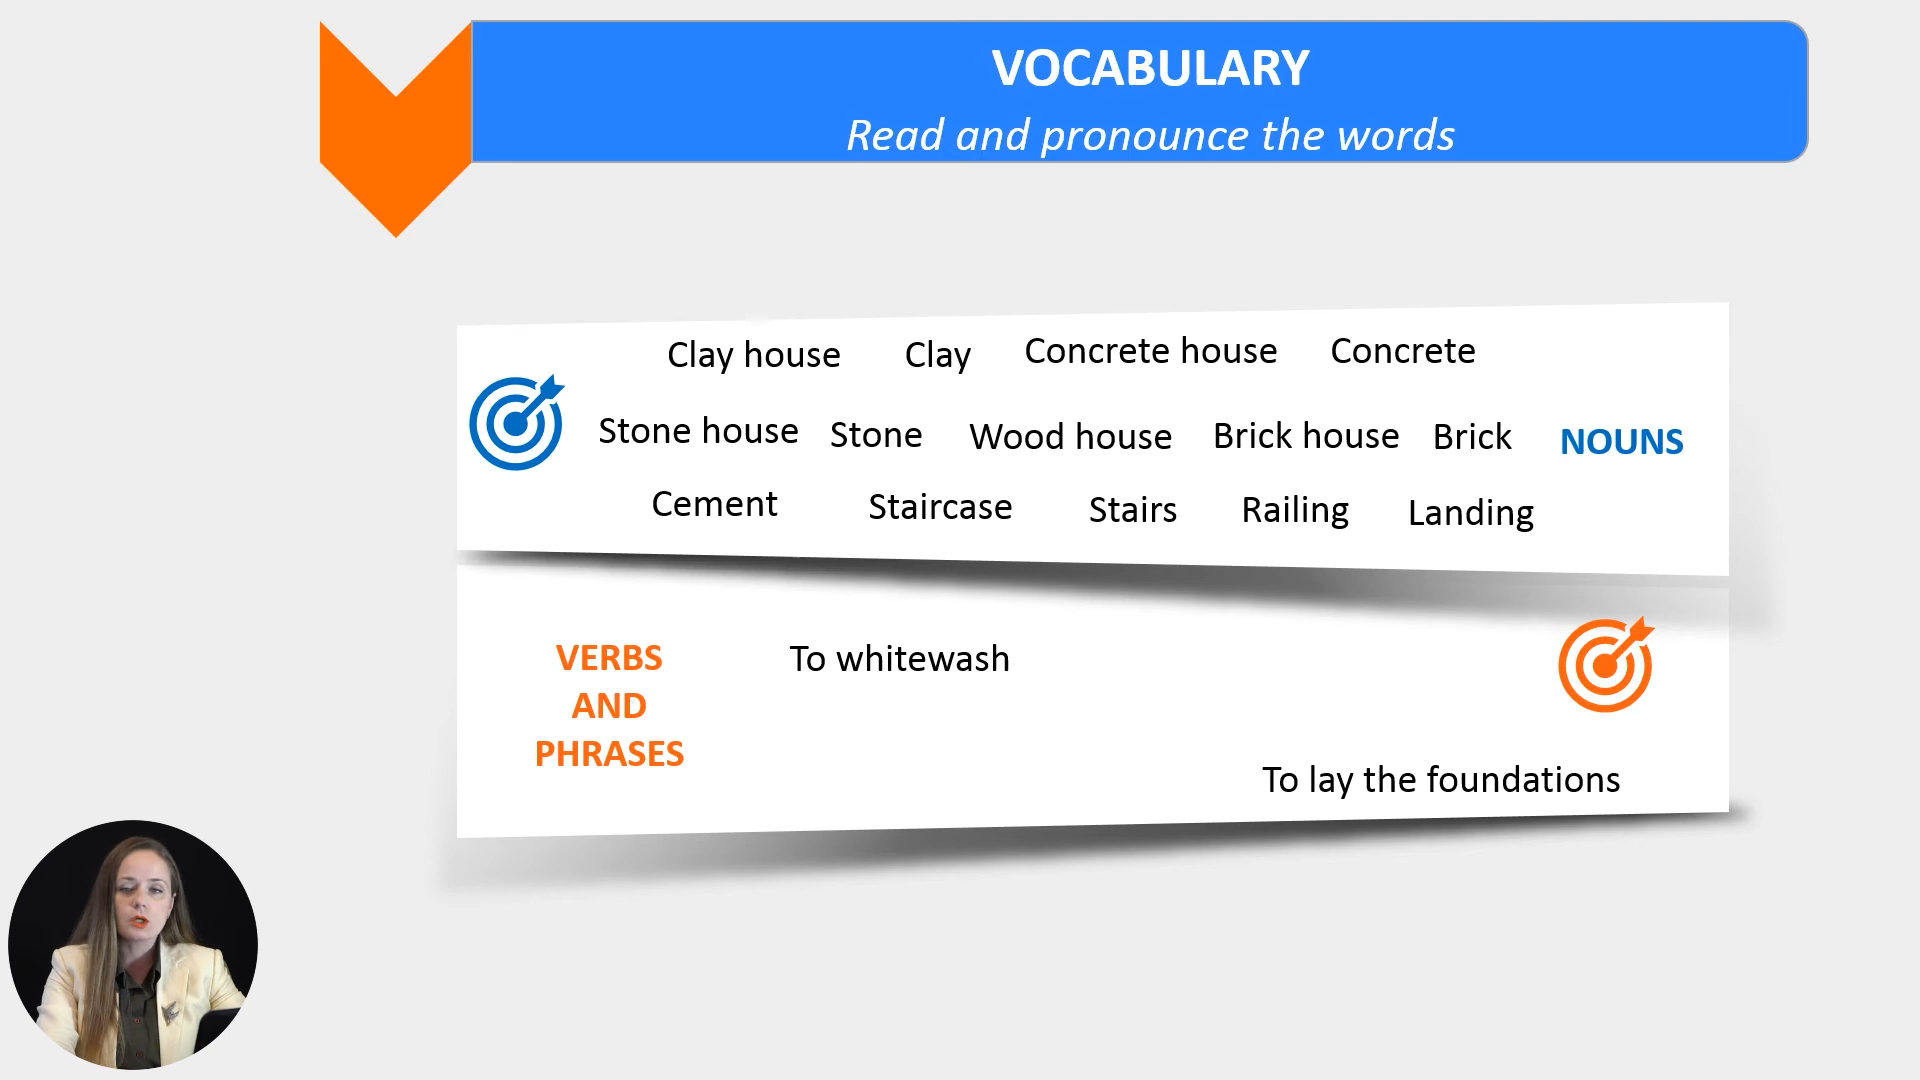 VOCABULARY
Read and pronounce the words
Clay house Clay Concrete house Concrete
Stone house Stone Wood house Brick house Brick NOUNS
Cement Staircase Stairs Railing Landing
VERBS
AND
PHRASES
To whitewash
To lay the foundations